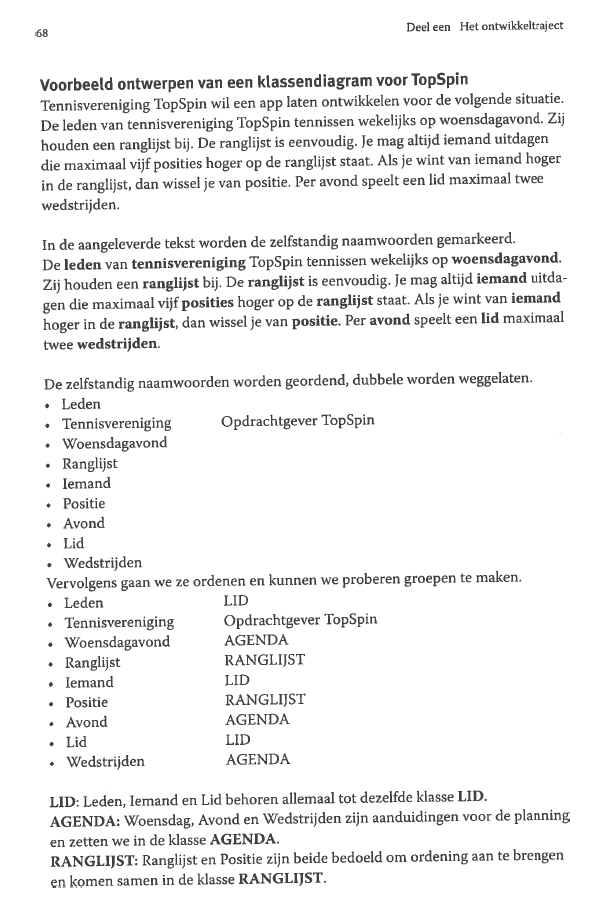 68
Deel een Het ontwikkeltraject
Voorbeeld ontwerpen van een klassendiagram voor TopSpin
Tennisvereniging TopSpin wil een app laten ontwikkelen voor de volgende situatie.
De leden van tennisvereniging TopSpin tennissen wekelijks op woensdagavond. Zij
houden een ranglijst bij. De ranglijst is eenvoudig. Je mag altijd iemand uitdagen
die maximaal vijf posities hoger op de ranglijst staat. Als je wint van iemand hoger
in de ranglijst, dan wissel je van positie. Per avond speelt een lid maximaal twee
wedstrijden.
In de aangeleverde tekst worden de zelfstandig naamwoorden gemarkeerd.
De leden van tennisvereniging TopSpin tennissen wekelijks op woensdagavond.
Zij houden een ranglijst bij. De ranglijst is eenvoudig. Je mag altijd iemand uitda-
gen die maximaal vijf posities hoger op de ranglijst staat. Als je wint van iemand
hoger in de ranglijst, dan wissel je van positie. Per avond speelt een lid maximaal
twee wedstrijden.
De zelfstandig naamwoorden worden geordend, dubbele worden weggelaten.
• Leden
• Tennisvereniging Opdrachtgever TopSpin
• Woensdagavond
• Ranglijst
• Iemand
• Positie
• Avond
• Lid
• Wedstrijden
Vervolgens gaan we ze ordenen en kunnen we proberen groepen te maken.
• Leden LID
• Tennisvereniging Opdrachtgever TopSpin
• Woensdagavond AGENDA
• Ranglijst RANGLIJST
• Iemand LID
• Positie RANGLIJST
• Avond AGENDA
• Lid LID
• Wedstrijden AGENDA
LID: Leden, Iemand en Lid behoren allemaal tot dezelfde klasse LID.
AGENDA: Woensdag, Avond en Wedstrijden zijn aanduidingen voor de planning
en zetten we in de klasse AGENDA.
RANGLIJST: Ranglijst en Positie zijn beide bedoeld om ordening aan te brengen
en komen samen in de klasse RANGLIJST.